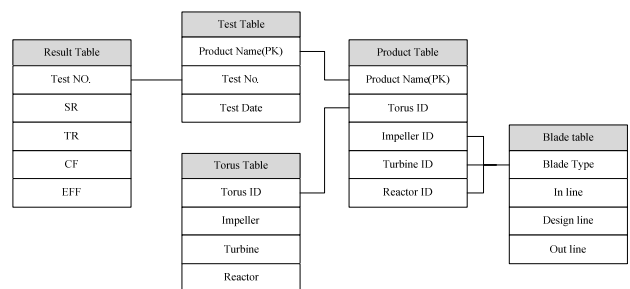 Result Table
Test NO.
SR
TR
CF
EFF
Test Table
Product Name(PK)
Test No.
Test Date
Torus Table
Torus ID
Impeller
Turbine
Reactor
Product Table
Product Name(PK)
Torus ID
Impeller ID
Turbine ID
Reactor ID
Blade table
Blade Type
In line
Design line
Out line